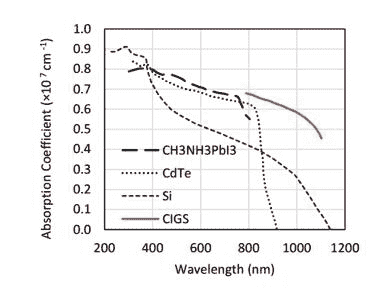 Absorption Coefficient (×10⁷ cm⁻¹)
1.0
0.9
0.8
0.7
0.6
0.5
0.4
0.3
0.2
0.1
0.0
CH3NH3PbI3
CdTe
Si
CIGS
200 400 600 800 1000 1200
Wavelength (nm)